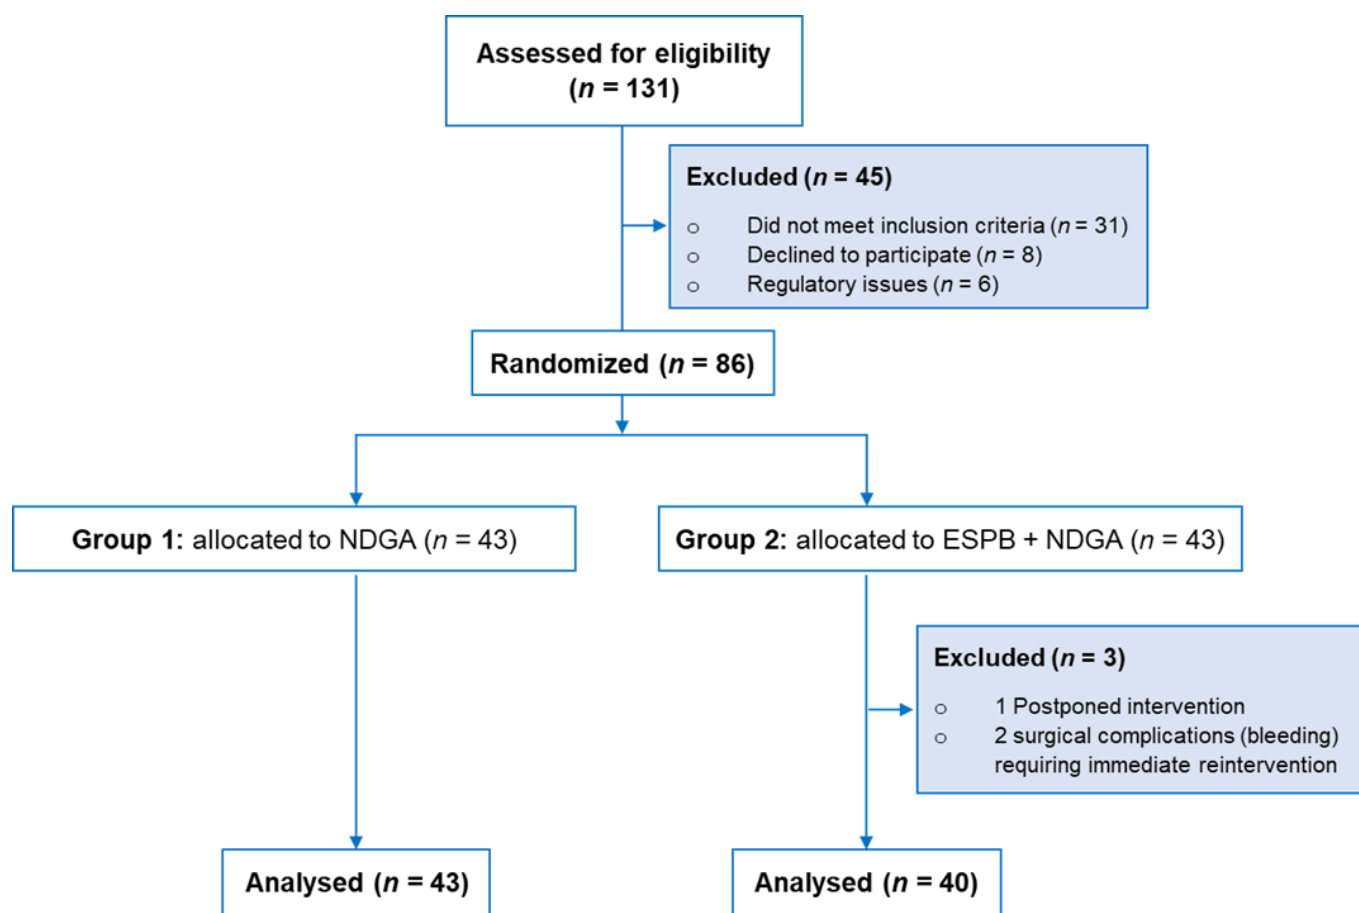 Assessed for eligibility
(n = 131)
Excluded (n = 45)
o Did not meet inclusion criteria (n = 31)
o Declined to participate (n = 8)
o Regulatory issues (n = 6)
Randomized (n = 86)
Group 1: allocated to NDGA (n = 43)
Group 2: allocated to ESPB + NDGA (n = 43)
Excluded (n = 3)
o 1 Postponed intervention
o 2 surgical complications (bleeding)
requiring immediate reintervention
Analysed (n = 43)
Analysed (n = 40)